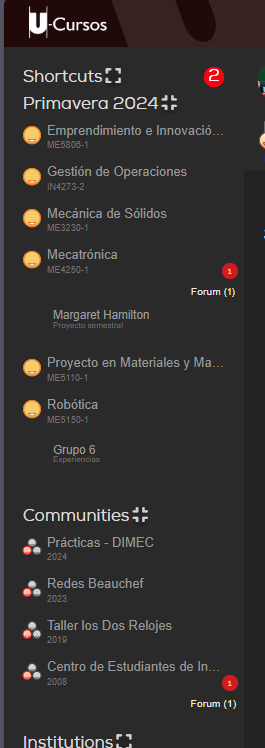 U-Cursos
Shortcuts 2
Primavera 2024
Emprendimiento e Innovació...
ME5806-1
Gestión de Operaciones
IN4273-2
Mecánica de Sólidos
ME3230-1
Mecatrónica
ME4250-1
1
Forum (1)
Margaret Hamilton
Proyecto semestral
Proyecto en Materiales y Ma...
ME5110-1
Robótica
ME5150-1
Grupo 6
Experiencias
Communities
Prácticas - DIMEC
2024
Redes Beauchef
2023
Taller los Dos Relojes
2019
Centro de Estudiantes de In...
2008
1
Forum (1)
Institutions